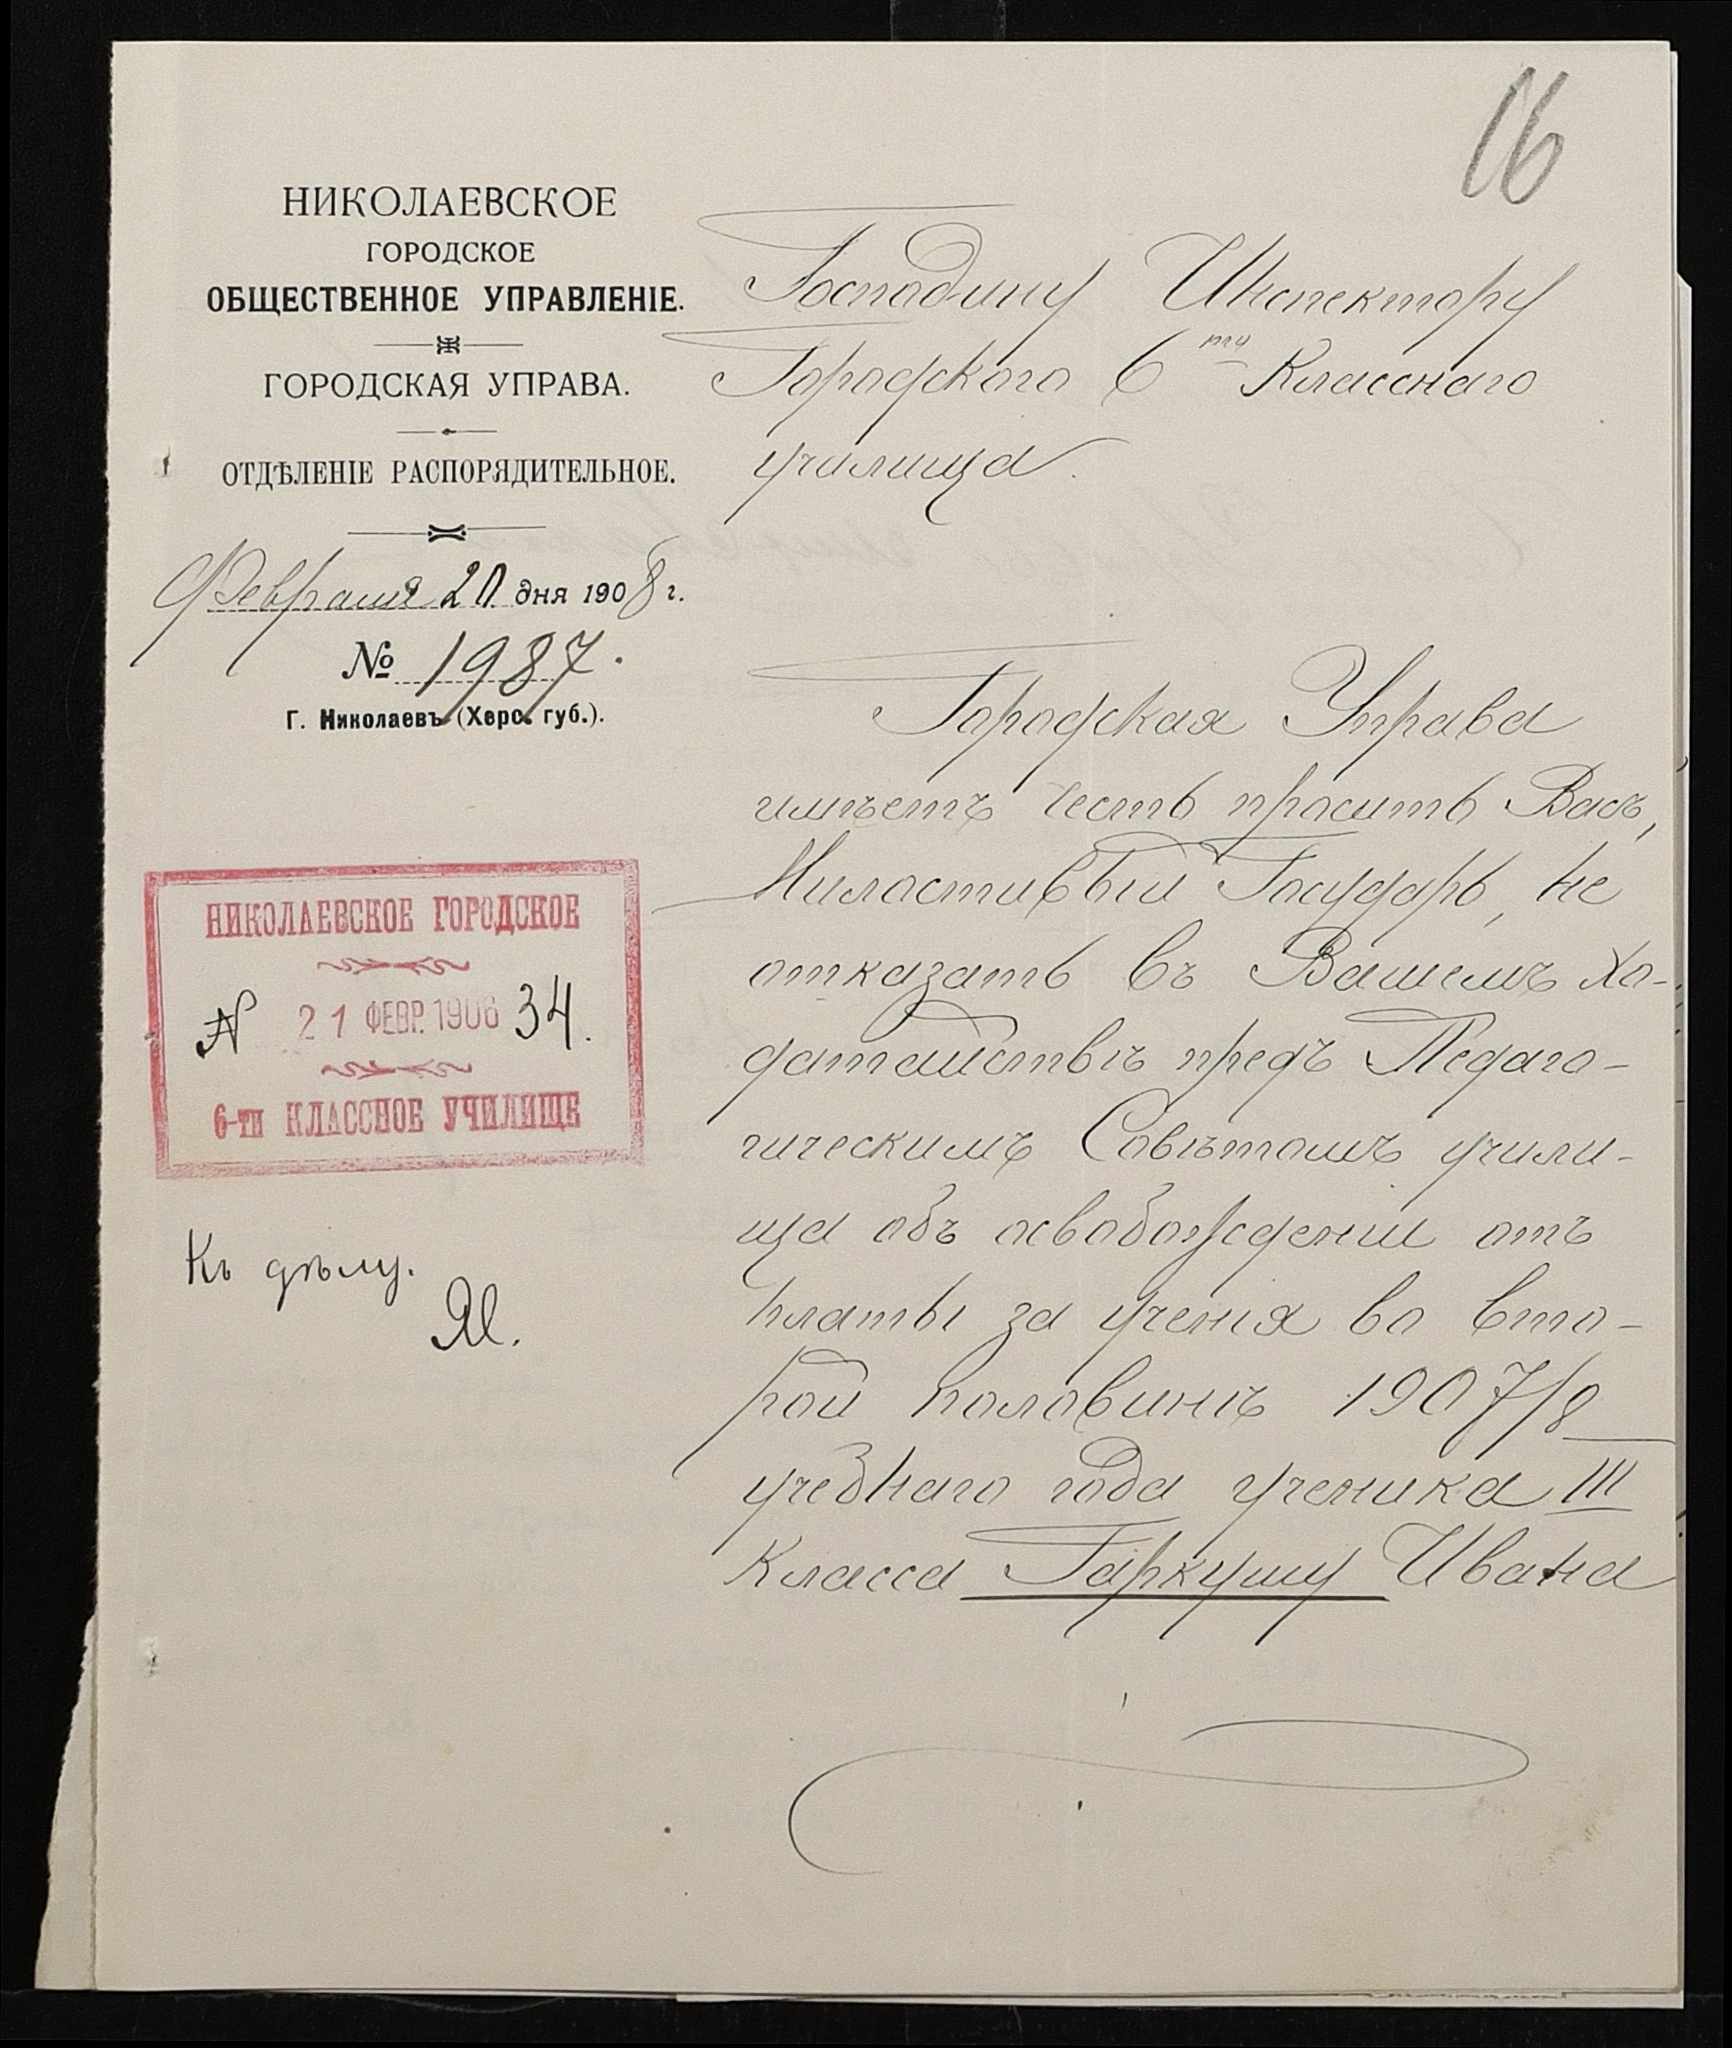 16
НИКОЛАЕВСКОЕ
ГОРОДСКОЕ
ОБЩЕСТВЕННОЕ УПРАВЛЕНІЕ.
ГОРОДСКАЯ УПРАВА.
ОТДѢЛЕНІЕ РАСПОРЯДИТЕЛЬНОЕ.
Февраля 20 дня 1908 г.
№ 1987.
Г. Николаевъ (Херс. губ.).
НИКОЛАЕВСКОЕ ГОРОДСКОЕ
№ 21 ФЕВР. 1908 34.
6-ти КЛАССНОЕ УЧИЛИЩЕ
Къ дѣлу.
Господину Инспектору
Городского 6ти Класснаго
училища.
Городская Управа
имѣетъ честь просить Васъ,
Милостивый Государь, не
отказать въ Вашемъ хо-
датайствѣ предъ Педаго-
гическимъ Совѣтомъ учили-
ща объ освобожденіи отъ
платы за ученія во вто-
рой половинѣ 1907/8
учебнаго года ученика III
класса Гаркушу Ивана